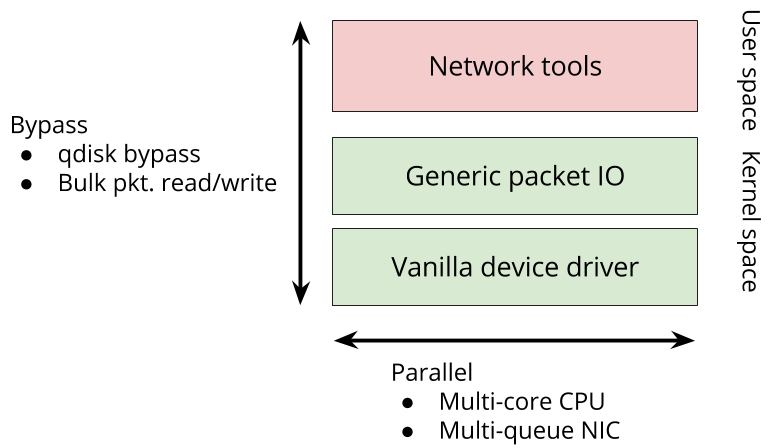 Network tools
User space
Bypass
● qdisk bypass
● Bulk pkt. read/write
Generic packet IO
Kernel space
Vanilla device driver
Parallel
● Multi-core CPU
● Multi-queue NIC